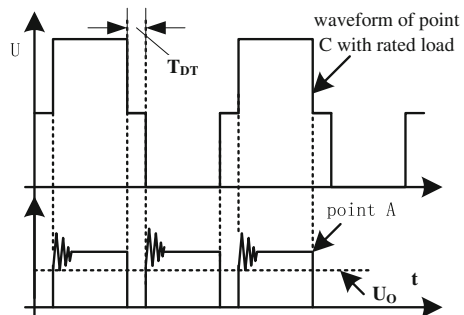 waveform of point
C with rated load
U
T_DT
point A
t
U_O